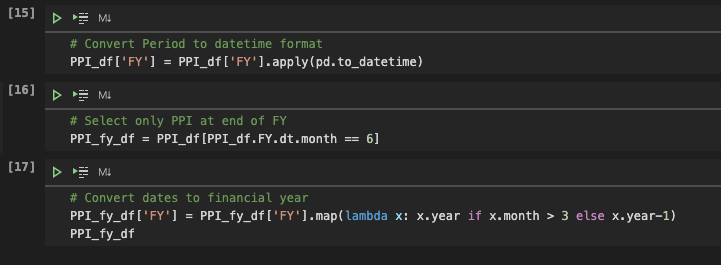 [15]
M↓
# Convert Period to datetime format
PPI_df['FY'] = PPI_df['FY'].apply(pd.to_datetime)
[16]
M↓
# Select only PPI at end of FY
PPI_fy_df = PPI_df[PPI_df.FY.dt.month == 6]
[17]
M↓
# Convert dates to financial year
PPI_fy_df['FY'] = PPI_fy_df['FY'].map(lambda x: x.year if x.month > 3 else x.year-1)
PPI_fy_df